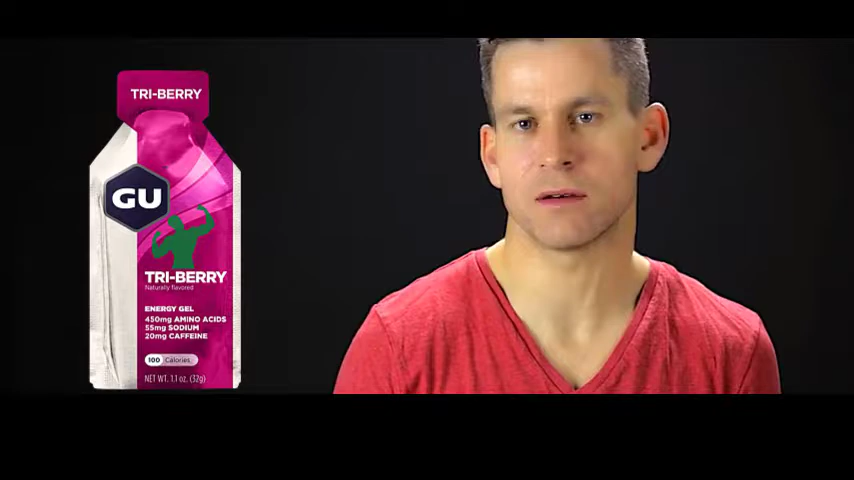 TRI-BERRY
GU
TRI-BERRY
Naturally flavored
ENERGY GEL
450mg AMINO ACIDS
55mg SODIUM
20mg CAFFEINE
100 Calories
NET WT. 1.1 oz. (32g)